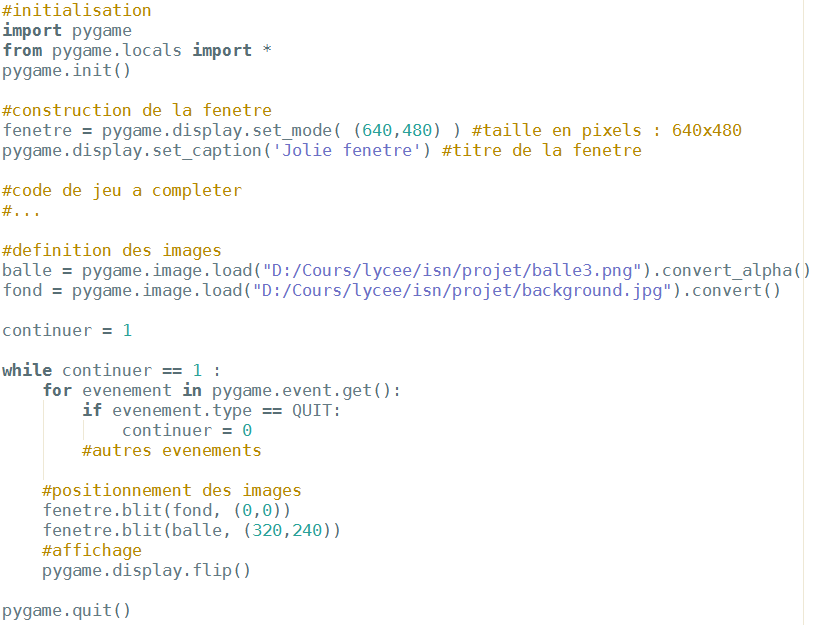 #initialisation
import pygame
from pygame.locals import *
pygame.init()
#construction de la fenetre
fenetre = pygame.display.set_mode( (640,480) ) #taille en pixels : 640x480
pygame.display.set_caption('Jolie fenetre') #titre de la fenetre
#code de jeu a completer
#...
#definition des images
balle = pygame.image.load("D:/Cours/lycee/isn/projet/balle3.png").convert_alpha()
fond = pygame.image.load("D:/Cours/lycee/isn/projet/background.jpg").convert()
continuer = 1
while continuer == 1 :
    for evenement in pygame.event.get():
        if evenement.type == QUIT:
            continuer = 0
        #autres evenements
    #positionnement des images
    fenetre.blit(fond, (0,0))
    fenetre.blit(balle, (320,240))
    #affichage
    pygame.display.flip()
pygame.quit()